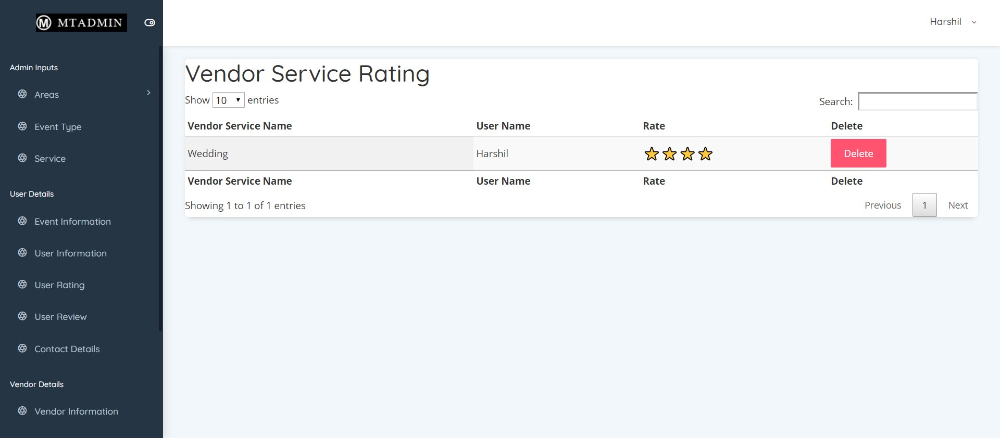 MTADMIN
Harshil
Admin Inputs
Areas
Event Type
Service
User Details
Event Information
User Information
User Rating
User Review
Contact Details
Vendor Details
Vendor Information
Vendor Service Rating
Show 10 entries
Search:
Vendor Service Name User Name Rate Delete
Wedding Harshil Delete
Vendor Service Name User Name Rate Delete
Showing 1 to 1 of 1 entries
Previous 1 Next